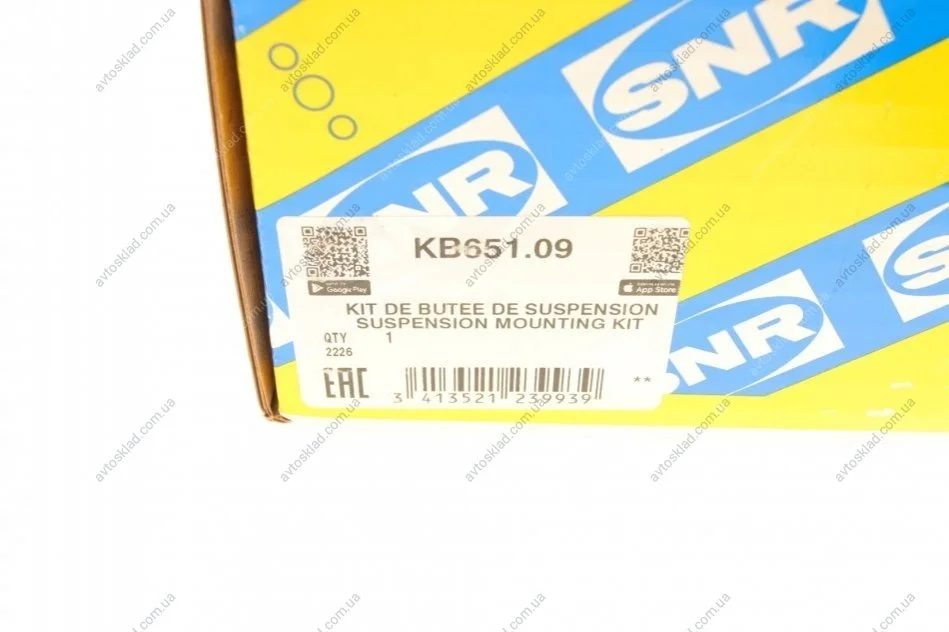 SNR
SNR
KB651.09
Google Play
App Store
KIT DE BUTEE DE SUSPENSION
SUSPENSION MOUNTING KIT
QTY 1
2226
EAC
3 413521 239939
**
SNR
S
avtosklad.com.ua